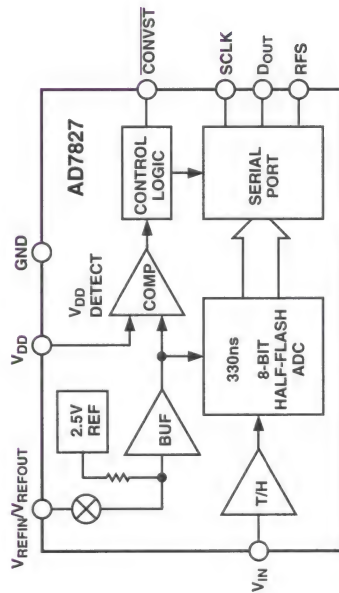 VREFIN/VREFOUT
VDD
GND
AD7827
2.5V
REF
VDD
DETECT
BUF
COMP
CONTROL
LOGIC
CONVST
VIN
T/H
330ns
8-BIT
HALF-FLASH
ADC
SERIAL
PORT
SCLK
DOUT
RFS